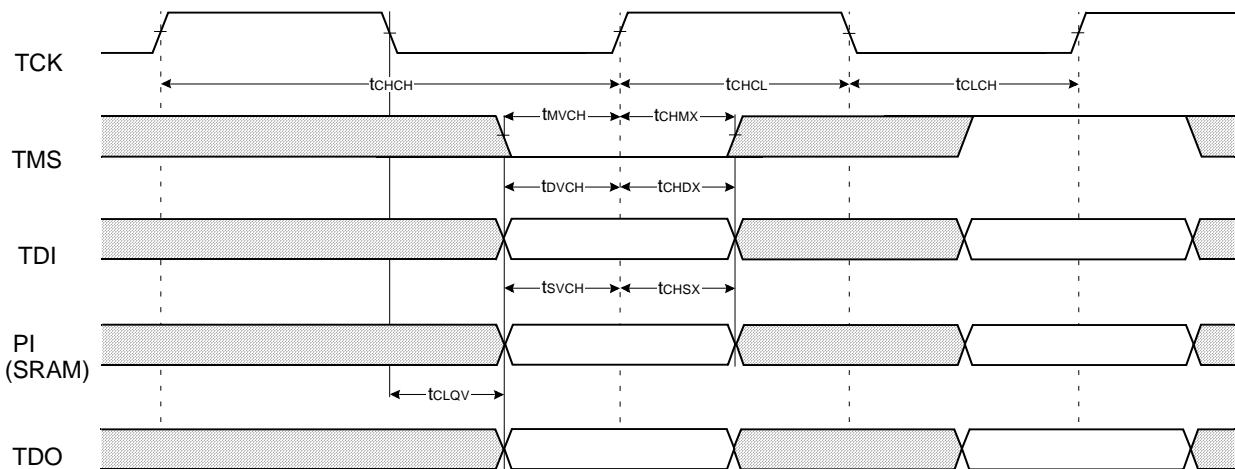 TCK
tCHCH tCHCL tCLCH
tMVCH tCHMX
TMS
tDVCH tCHDX
TDI
tSVCH tCHSX
PI
(SRAM)
tCLQV
TDO